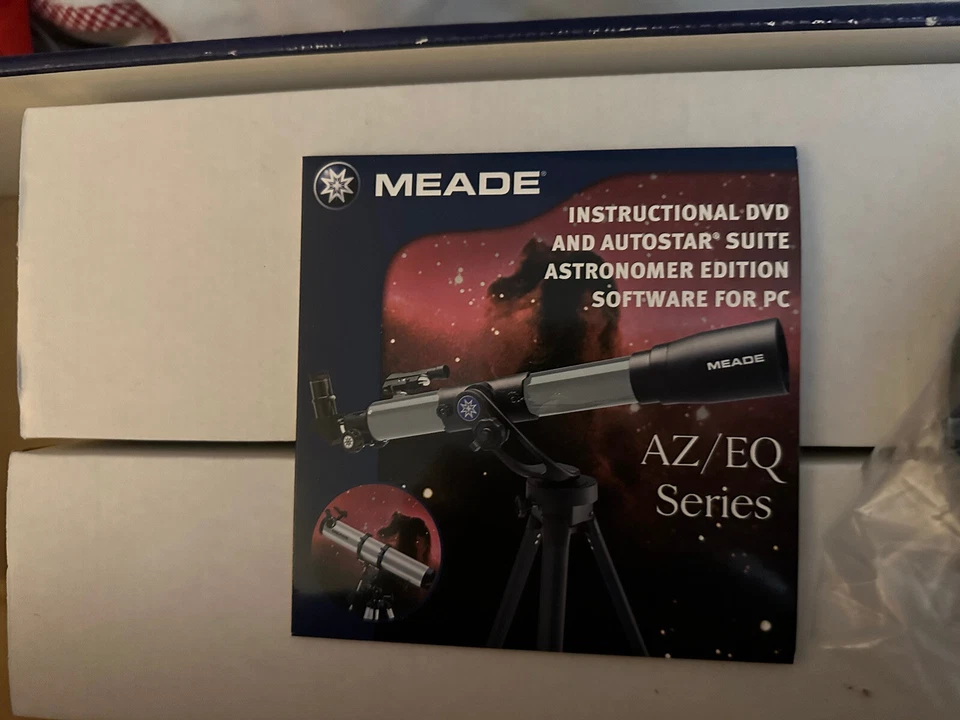 MEADE®
INSTRUCTIONAL DVD
AND AUTOSTAR® SUITE
ASTRONOMER EDITION
SOFTWARE FOR PC
MEADE
AZ/EQ
Series